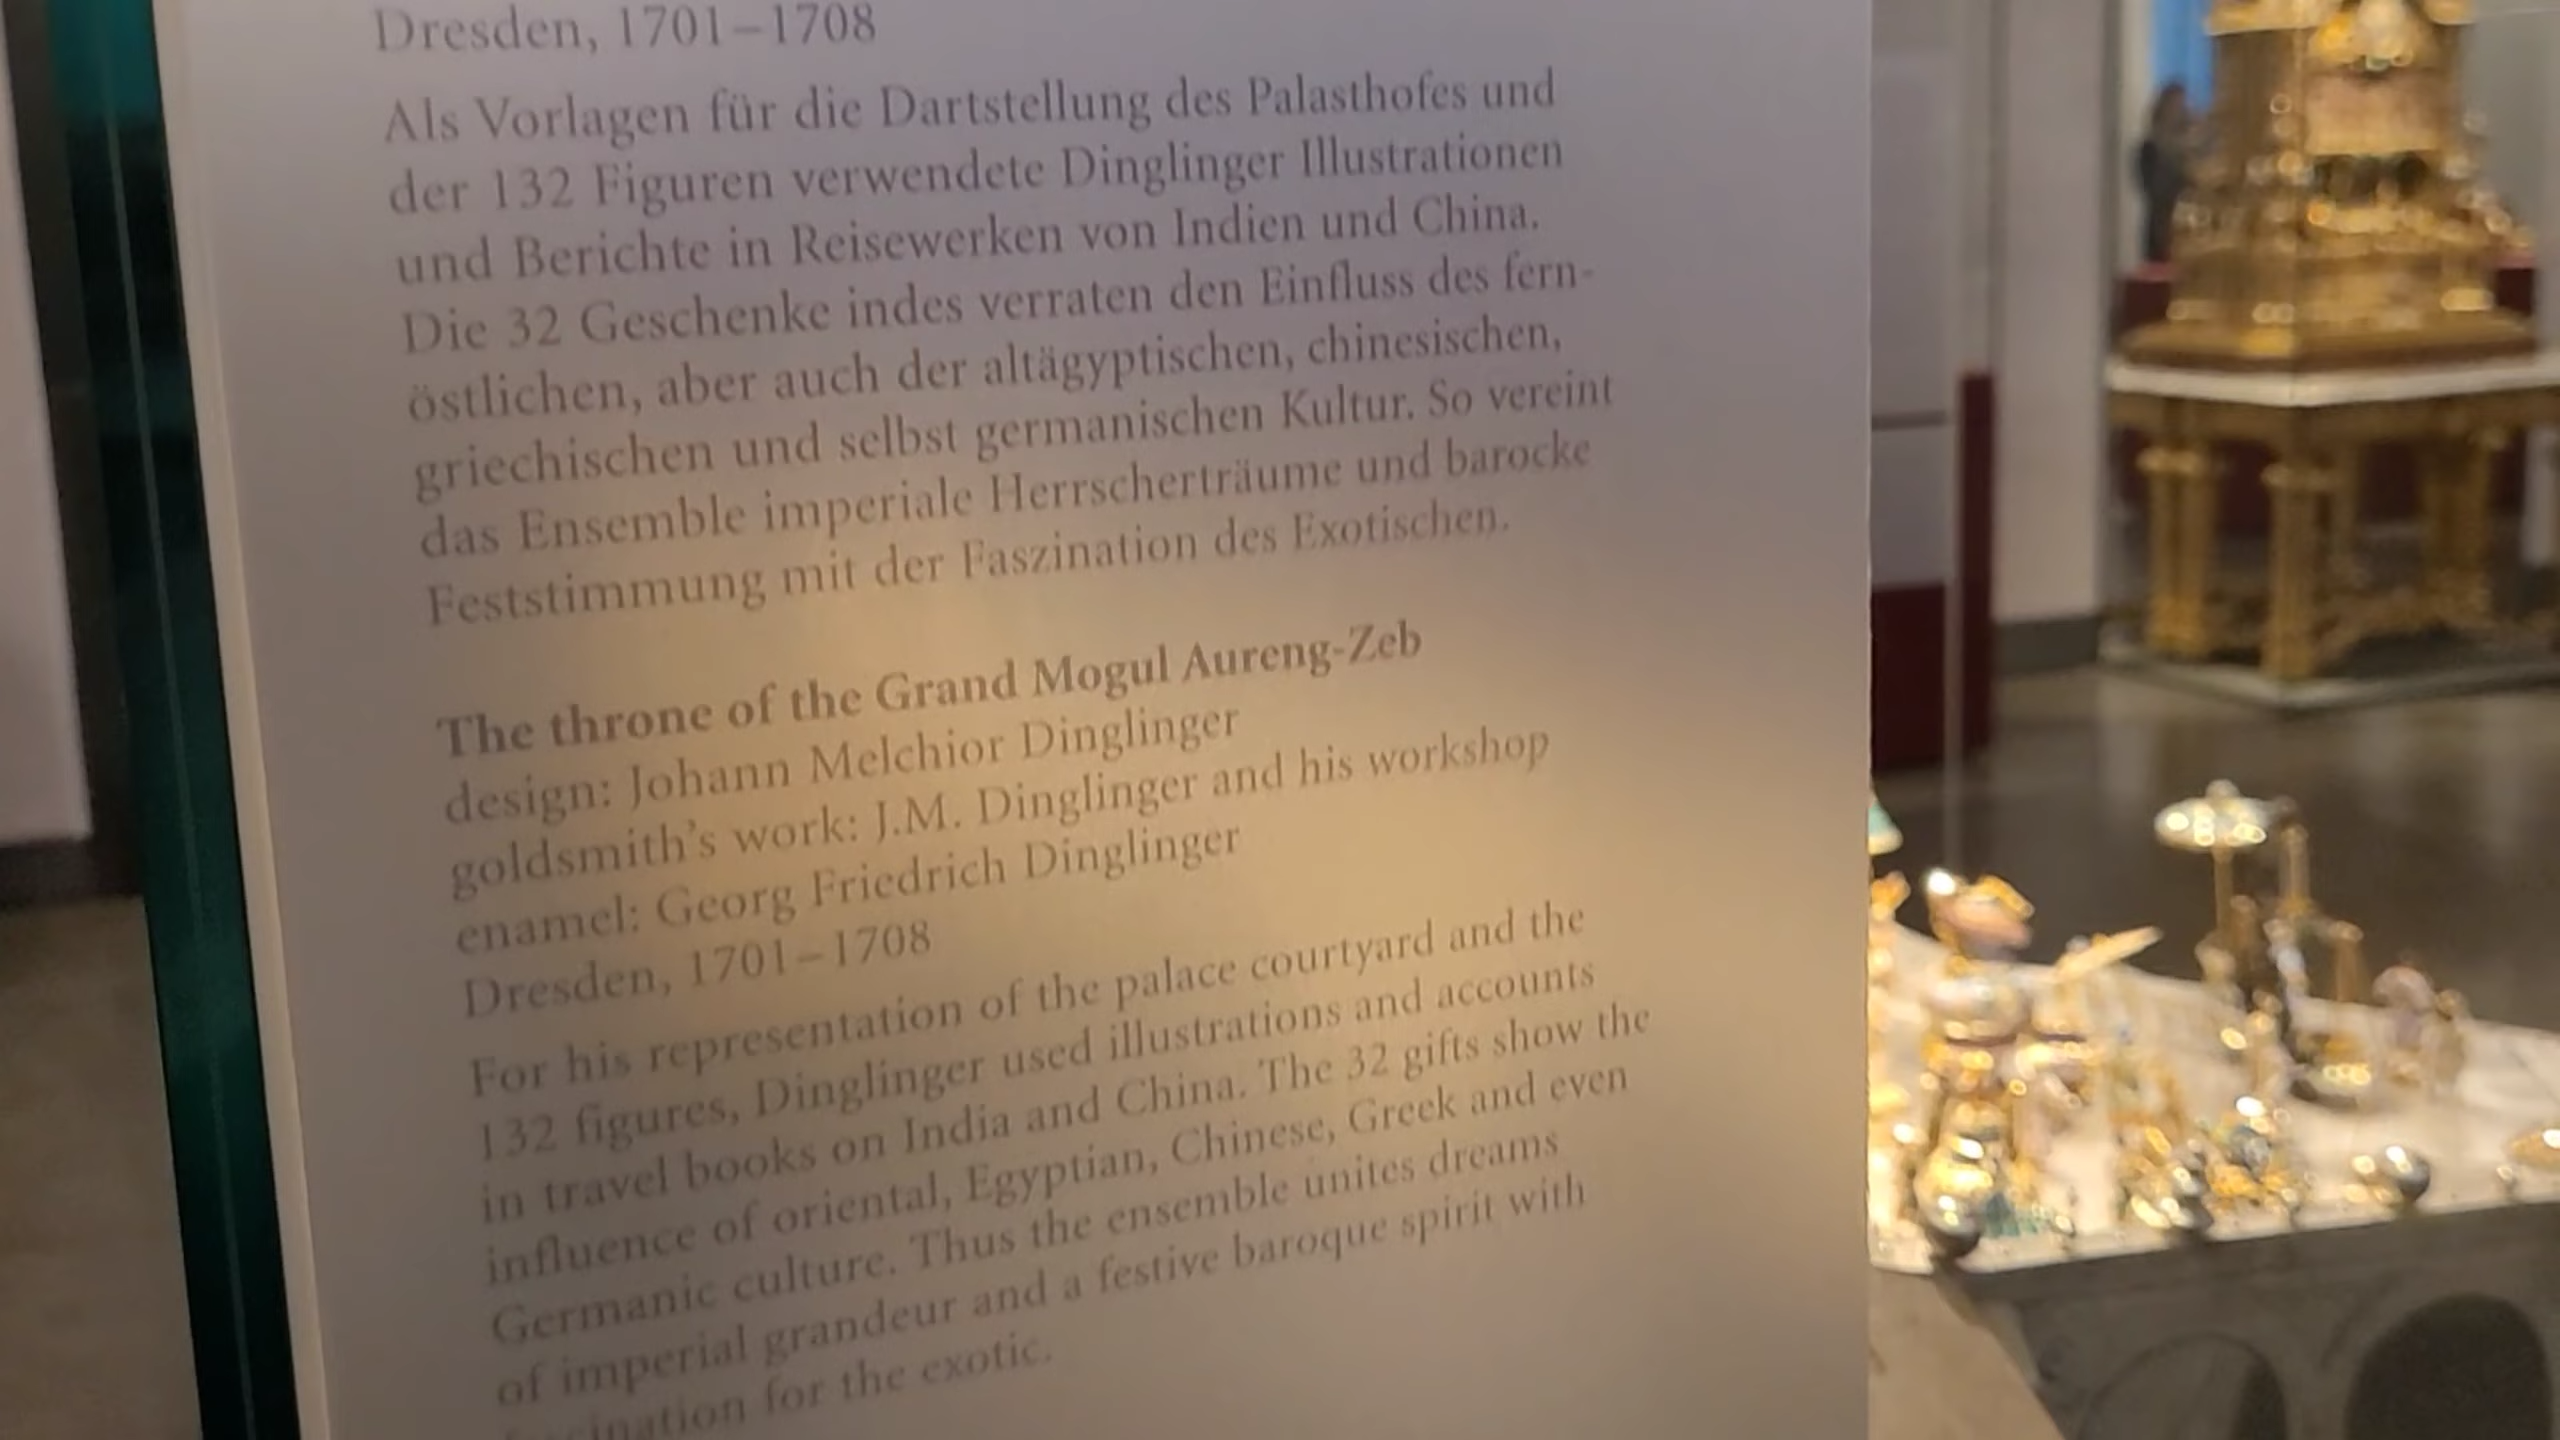 Dresden, 1701–1708
Als Vorlagen für die Dartstellung des Palasthofes und
der 132 Figuren verwendete Dinglinger Illustrationen
und Berichte in Reisewerken von Indien und China.
Die 32 Geschenke indes verraten den Einfluss des fern-
östlichen, aber auch der altägyptischen, chinesischen,
griechischen und selbst germanischen Kultur. So vereint
das Ensemble imperiale Herrscherträume und barocke
Feststimmung mit der Faszination des Exotischen.
The throne of the Grand Mogul Aureng-Zeb
design: Johann Melchior Dinglinger
goldsmith's work: J.M. Dinglinger and his workshop
enamel: Georg Friedrich Dinglinger
Dresden, 1701–1708
For his representation of the palace courtyard and the
132 figures, Dinglinger used illustrations and accounts
in travel books on India and China. The 32 gifts show the
influence of oriental, Egyptian, Chinese, Greek and even
Germanic culture. Thus the ensemble unites dreams
of imperial grandeur and a festive baroque spirit with
fascination for the exotic.